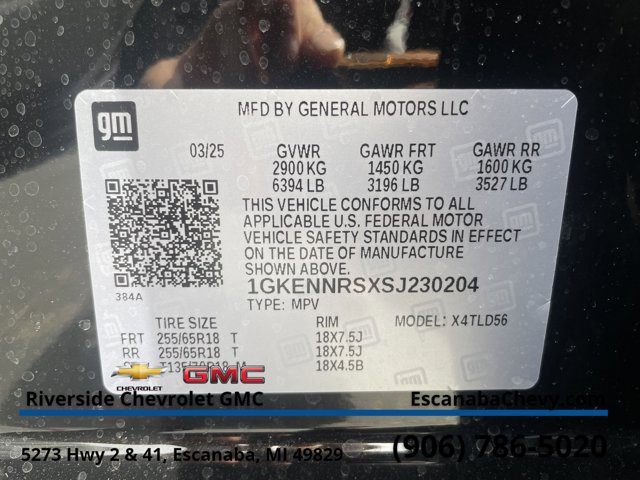 gm
MFD BY GENERAL MOTORS LLC
03/25 GVWR GAWR FRT GAWR RR
2900 KG 1450 KG 1600 KG
6394 LB 3196 LB 3527 LB
THIS VEHICLE CONFORMS TO ALL
APPLICABLE U.S. FEDERAL MOTOR
VEHICLE SAFETY STANDARDS IN EFFECT
ON THE DATE OF MANUFACTURE
SHOWN ABOVE.
384A
1GKENNRSXSJ230204
TYPE: MPV
TIRE SIZE RIM MODEL: X4TLD56
FRT 255/65R18 T 18X7.5J
RR 255/65R18 T 18X7.5J
T135/70R18 M 18X4.5B
CHEVROLET GMC
Riverside Chevrolet GMC EscanabaChevy.com
5273 Hwy 2 & 41, Escanaba, MI 49829 (906) 786-5020